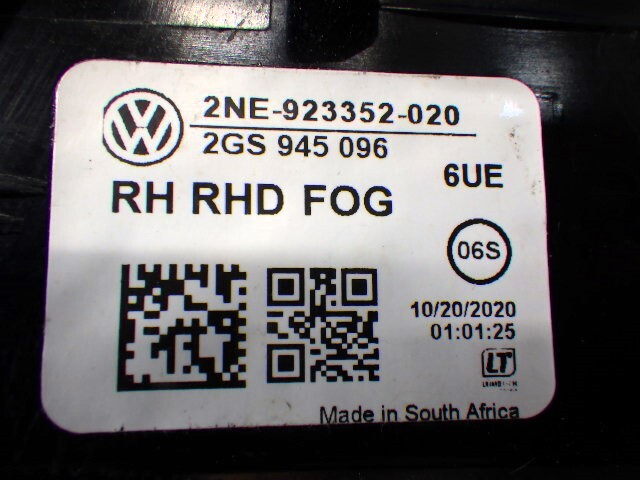 2NE-923352-020
2GS 945 096
6UE
RH RHD FOG
06S
10/20/2020
01:01:25
LT
Made in South Africa